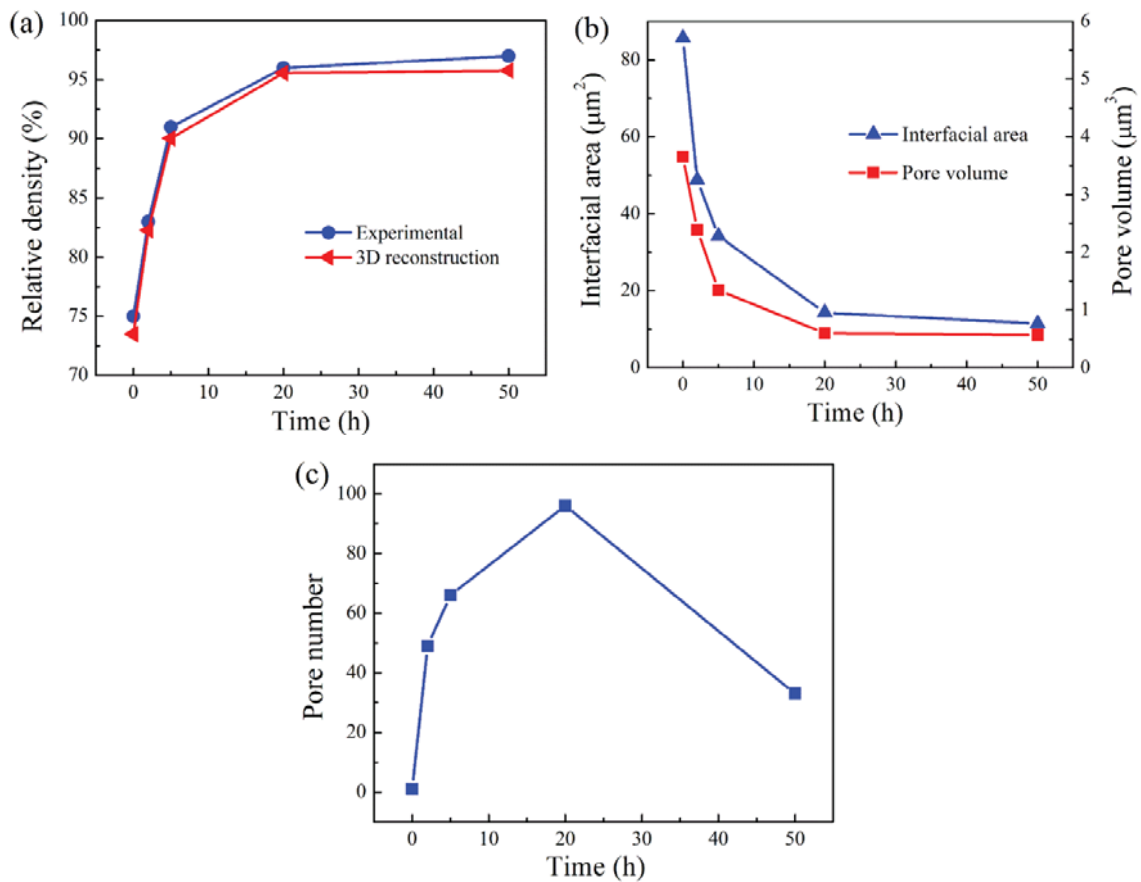 (a)
100
95
90
85
80
75
70
Relative density (%)
Experimental
3D reconstruction
0 10 20 30 40 50
Time (h)
(b)
80
60
40
20
0
Interfacial area (μm²)
Interfacial area
Pore volume
6
5
4
3
2
1
0
Pore volume (μm³)
0 10 20 30 40 50
Time (h)
(c)
100
80
60
40
20
0
Pore number
0 10 20 30 40 50
Time (h)